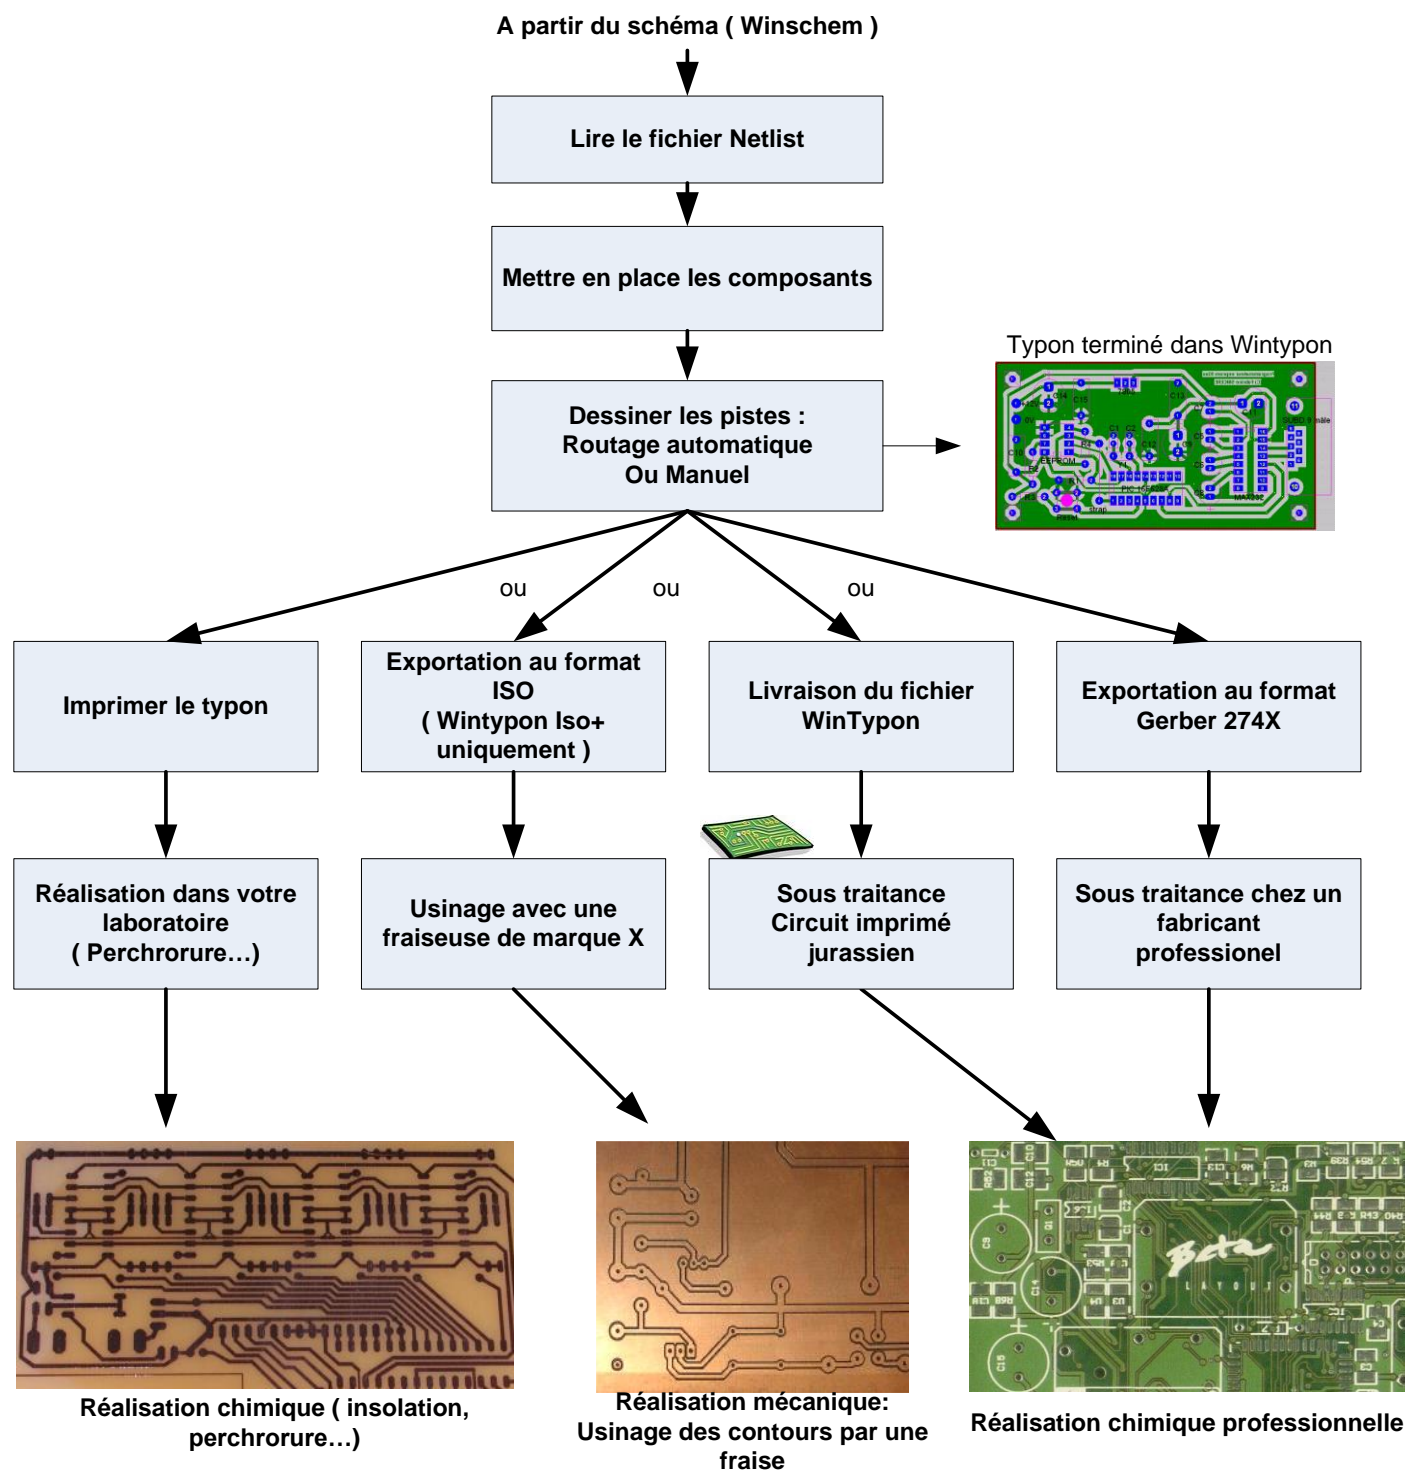 A partir du schéma ( Winschem )
Lire le fichier Netlist
Mettre en place les composants
Typon terminé dans Wintypon
Dessiner les pistes :
Routage automatique
Ou Manuel
ou
ou
ou
Imprimer le typon
Exportation au format
ISO
( Wintypon Iso+
uniquement )
Livraison du fichier
WinTypon
Exportation au format
Gerber 274X
Réalisation dans votre
laboratoire
( Perchrorure…)
Usinage avec une
fraiseuse de marque X
Sous traitance
Circuit imprimé
jurassien
Sous traitance chez un
fabricant
professionel
Beta
LAYOUT
Réalisation chimique ( insolation,
perchrorure…)
Réalisation mécanique:
Usinage des contours par une
fraise
Réalisation chimique professionnelle